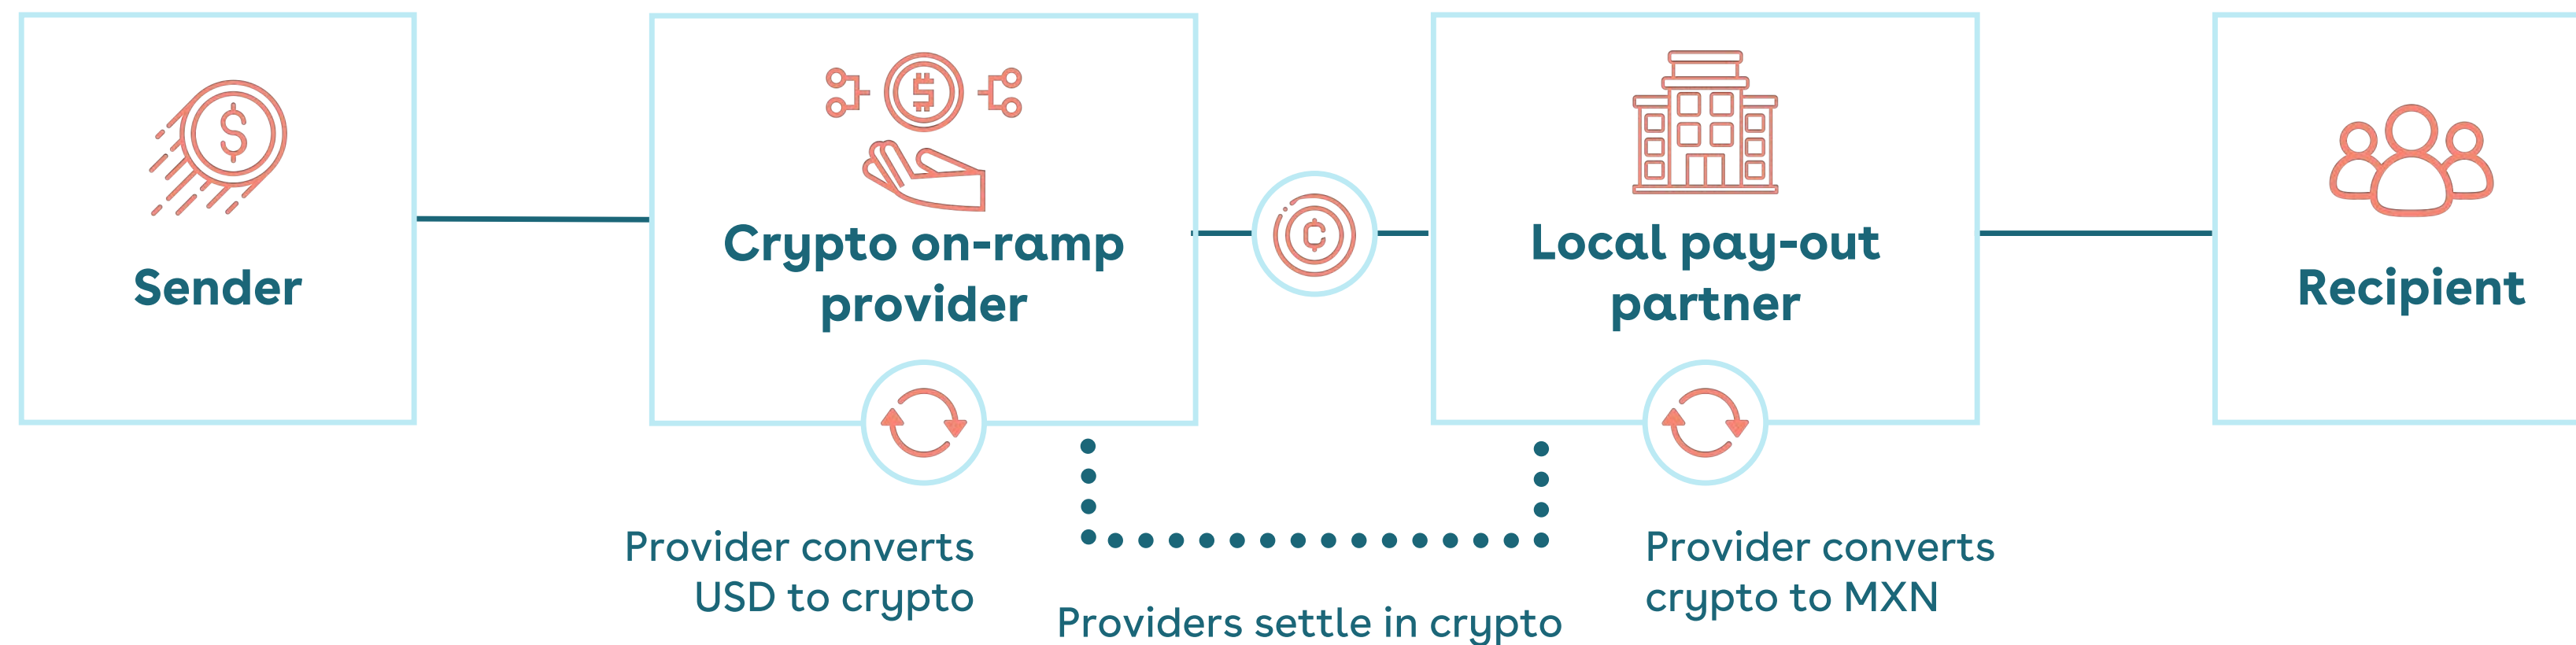 Sender
Crypto on-ramp
provider
Local pay-out
partner
Recipient
Provider converts
USD to crypto
Providers settle in crypto
Provider converts
crypto to MXN